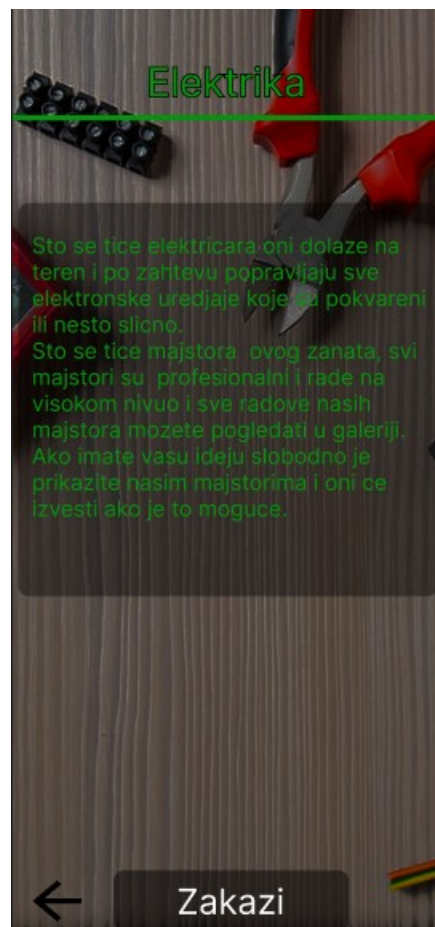 Elektrika
Sto se tice elektricara oni dolaze na
teren i po zahtevu popravljaju sve
elektronske uredjaje koje su pokvareni
ili nesto slicno.
Sto se tice majstora  ovog zanata, svi
majstori su  profesionalni i rade na
visokom nivuo i sve radove nasih
majstora mozete pogledati u galeriji.
Ako imate vasu ideju slobodno je
prikazite nasim majstorima i oni ce
izvesti ako je to moguce.
Zakazi